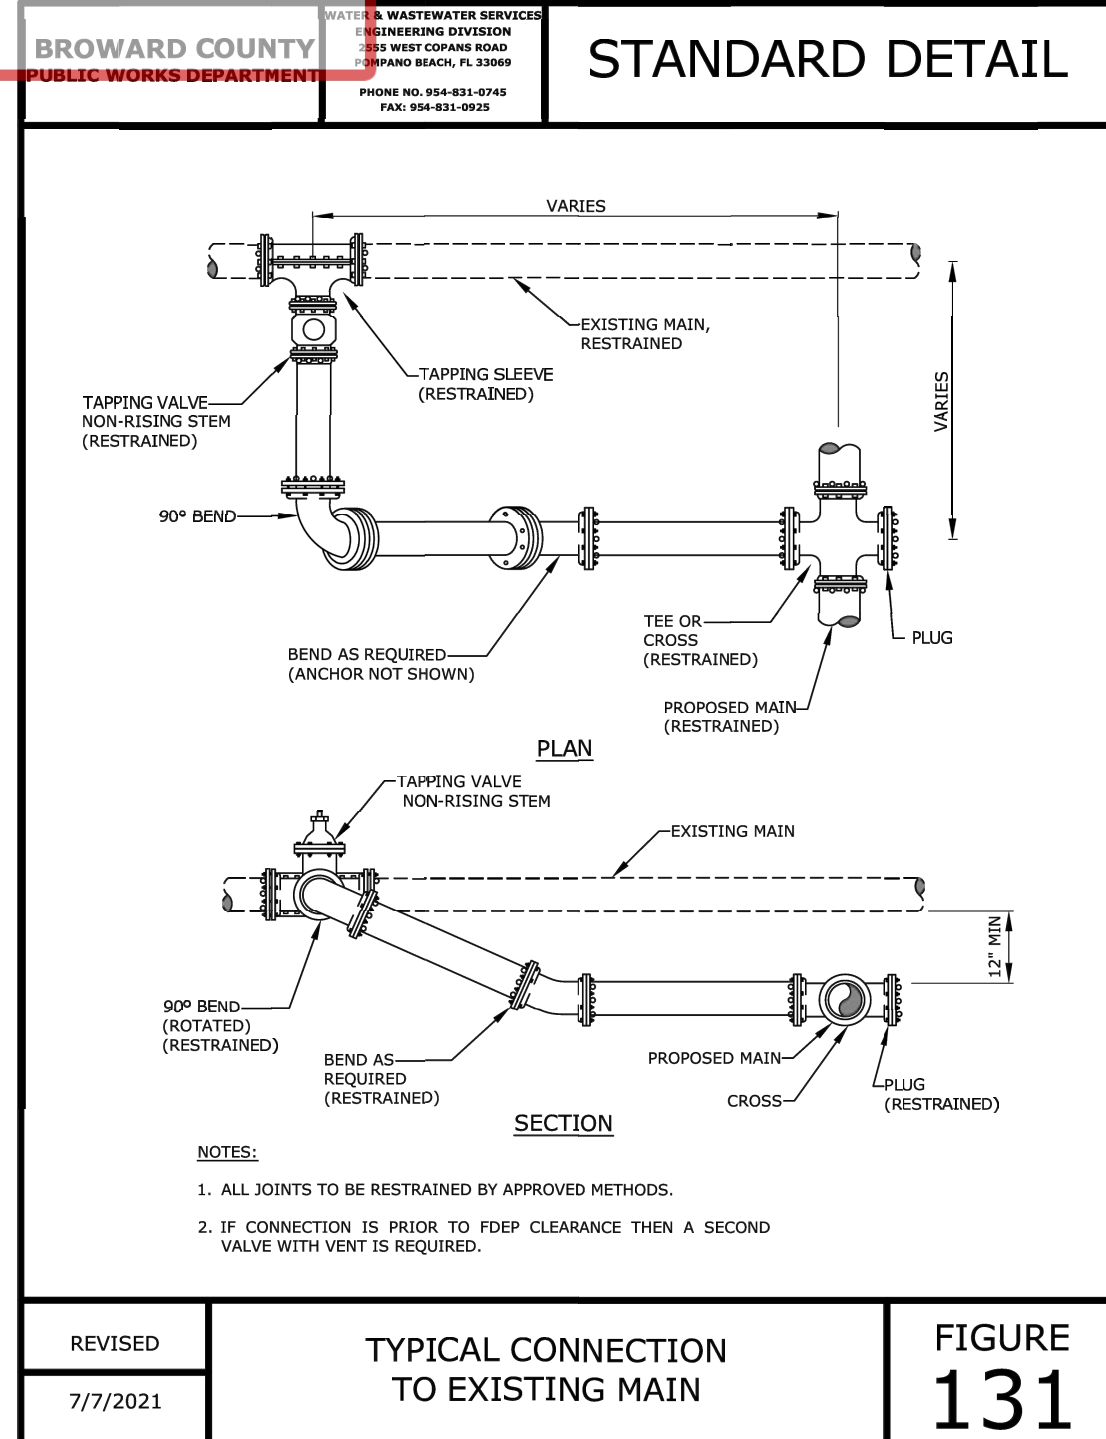 BROWARD COUNTY
PUBLIC WORKS DEPARTMENT
WATER & WASTEWATER SERVICES
ENGINEERING DIVISION
2555 WEST COPANS ROAD
POMPANO BEACH, FL 33069
PHONE NO. 954-831-0745
FAX: 954-831-0925
STANDARD DETAIL
VARIES
EXISTING MAIN,
RESTRAINED
TAPPING SLEEVE
(RESTRAINED)
VARIES
TAPPING VALVE
NON-RISING STEM
(RESTRAINED)
90° BEND
BEND AS REQUIRED
(ANCHOR NOT SHOWN)
TEE OR
CROSS
(RESTRAINED)
PLUG
PROPOSED MAIN
(RESTRAINED)
PLAN
TAPPING VALVE
NON-RISING STEM
EXISTING MAIN
12" MIN
90° BEND
(ROTATED)
(RESTRAINED)
BEND AS
REQUIRED
(RESTRAINED)
PROPOSED MAIN
CROSS
PLUG
(RESTRAINED)
SECTION
NOTES:
1. ALL JOINTS TO BE RESTRAINED BY APPROVED METHODS.
2. IF CONNECTION IS PRIOR TO FDEP CLEARANCE THEN A SECOND
VALVE WITH VENT IS REQUIRED.
REVISED
7/7/2021
TYPICAL CONNECTION
TO EXISTING MAIN
FIGURE
131